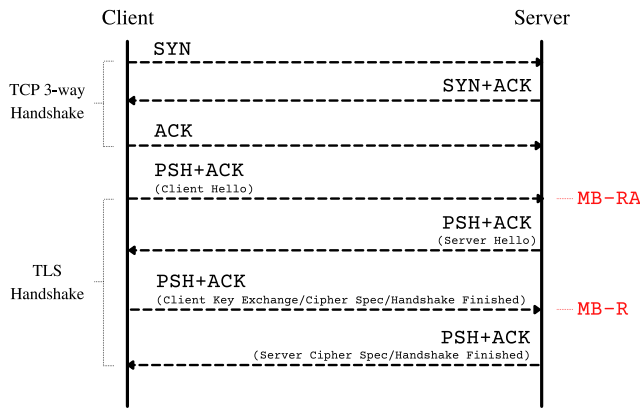 Client Server
SYN
SYN+ACK
TCP 3-way
Handshake
ACK
PSH+ACK
(Client Hello)
MB-RA
PSH+ACK
(Server Hello)
TLS
Handshake
PSH+ACK
(Client Key Exchange/Cipher Spec/Handshake Finished)
MB-R
PSH+ACK
(Server Cipher Spec/Handshake Finished)